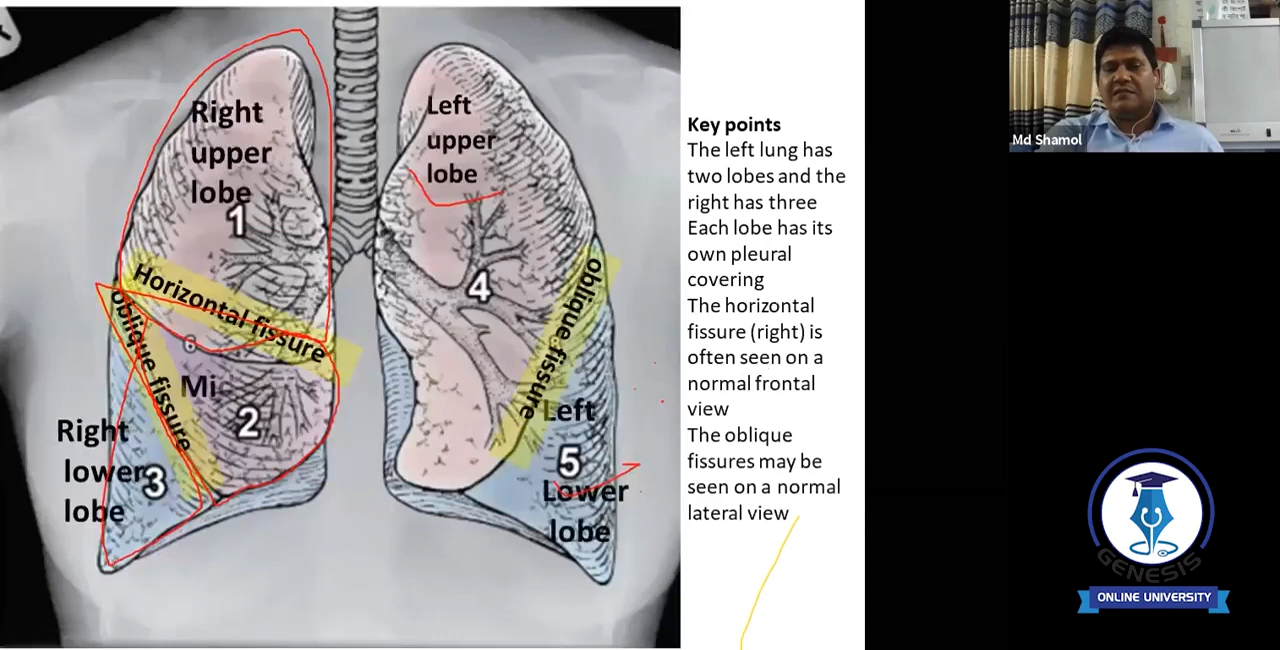 Right
upper
lobe
1
Left
upper
lobe
4
Horizontal fissure
oblique fissure
Mi
2
Right
lower
lobe
3
oblique fissure
Left
5
Lower
lobe
Key points
The left lung has
two lobes and the
right has three
Each lobe has its
own pleural
covering
The horizontal
fissure (right) is
often seen on a
normal frontal
view
The oblique
fissures may be
seen on a normal
lateral view
Md Shamol
GENESIS
ONLINE UNIVERSITY